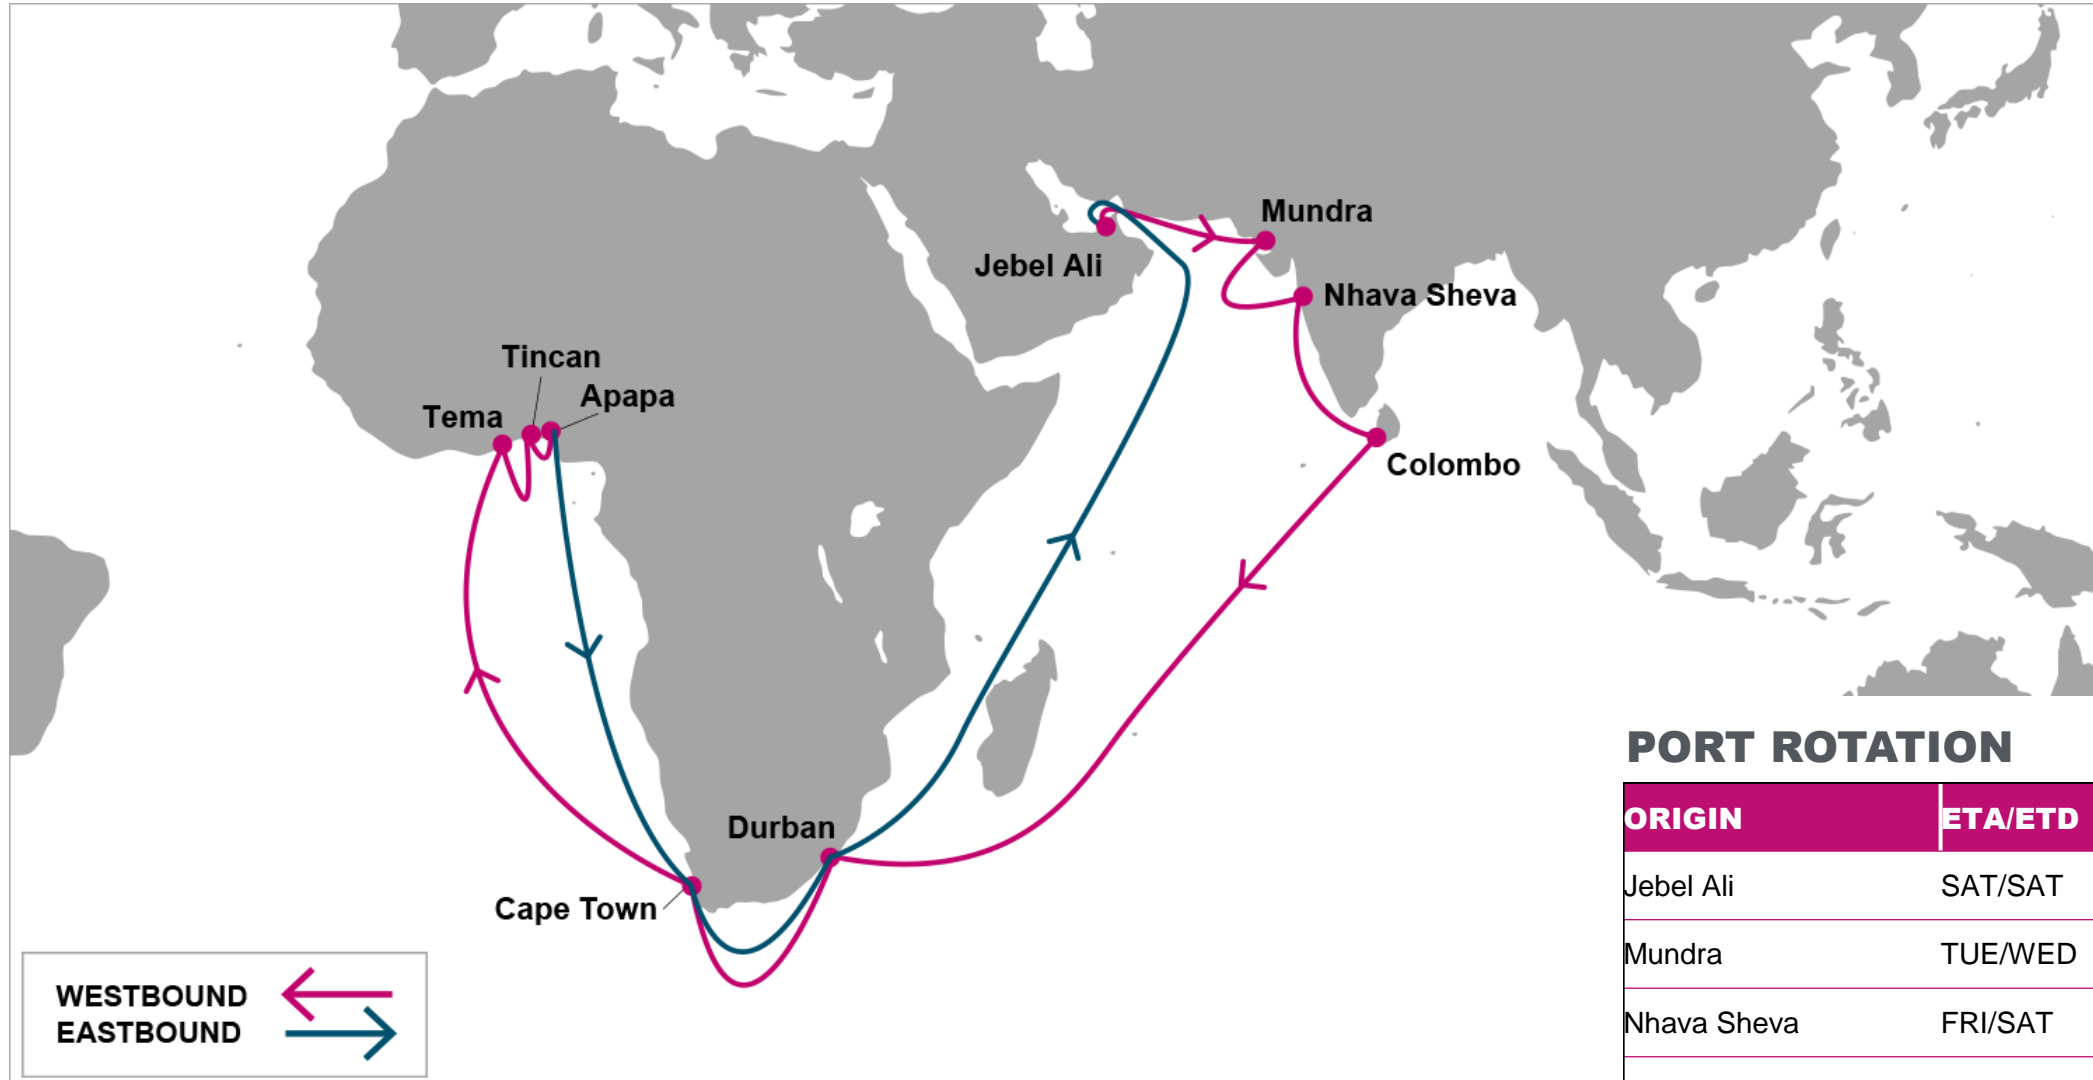 Mundra
Jebel Ali
Nhava Sheva
Tincan
Apapa
Tema
Colombo
Durban
Cape Town
WESTBOUND
EASTBOUND
PORT ROTATION
ORIGIN ETA/ETD
Jebel Ali SAT/SAT
Mundra TUE/WED
Nhava Sheva FRI/SAT